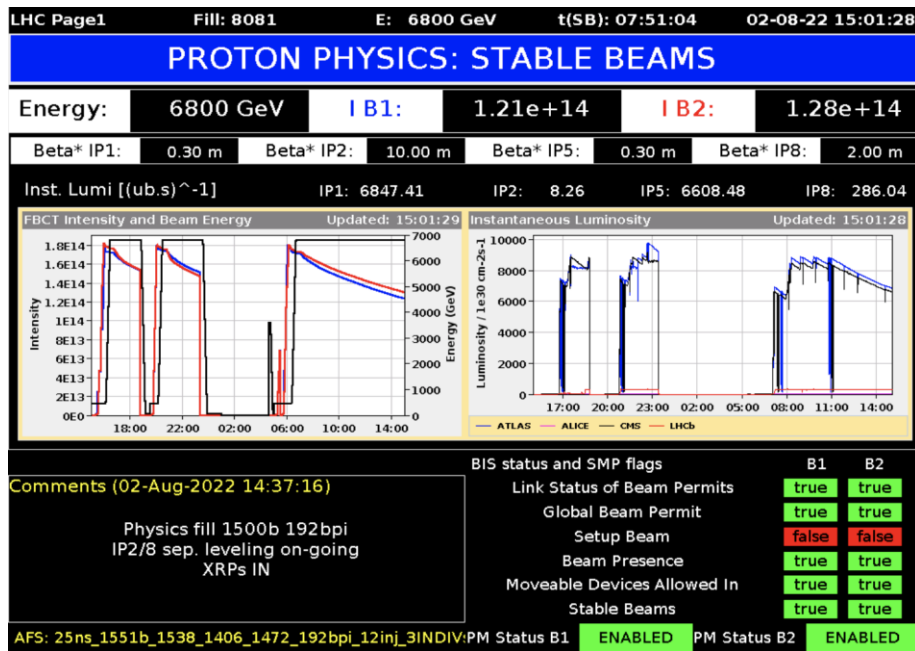 LHC Page1 Fill: 8081 E: 6800 GeV t(SB): 07:51:04 02-08-22 15:01:28
PROTON PHYSICS: STABLE BEAMS
Energy: 6800 GeV I B1: 1.21e+14 I B2: 1.28e+14
Beta* IP1: 0.30 m Beta* IP2: 10.00 m Beta* IP5: 0.30 m Beta* IP8: 2.00 m
Inst. Lumi [(ub.s)^-1] IP1: 6847.41 IP2: 8.26 IP5: 6608.48 IP8: 286.04
FBCT Intensity and Beam Energy Updated: 15:01:29
Intensity
1.8E14
1.6E14
1.4E14
1.2E14
1E14
8E13
6E13
4E13
2E13
0E0
7000
6000
5000
4000
3000
2000
1000
0
Energy (GeV)
18:00 22:00 02:00 06:00 10:00 14:00
Instantaneous Luminosity Updated: 15:01:28
Luminosity / 1e30 cm-2s-1
10000
8000
6000
4000
2000
0
17:00 20:00 23:00 02:00 05:00 08:00 11:00 14:00
ATLAS ALICE CMS LHCb
Comments (02-Aug-2022 14:37:16)
Physics fill 1500b 192bpi
IP2/8 sep. leveling on-going
XRPs IN
BIS status and SMP flags B1 B2
Link Status of Beam Permits true true
Global Beam Permit true true
Setup Beam false false
Beam Presence true true
Moveable Devices Allowed In true true
Stable Beams true true
AFS: 25ns_1551b_1538_1406_1472_192bpi_12inj_3INDIV: PM Status B1 ENABLED PM Status B2 ENABLED